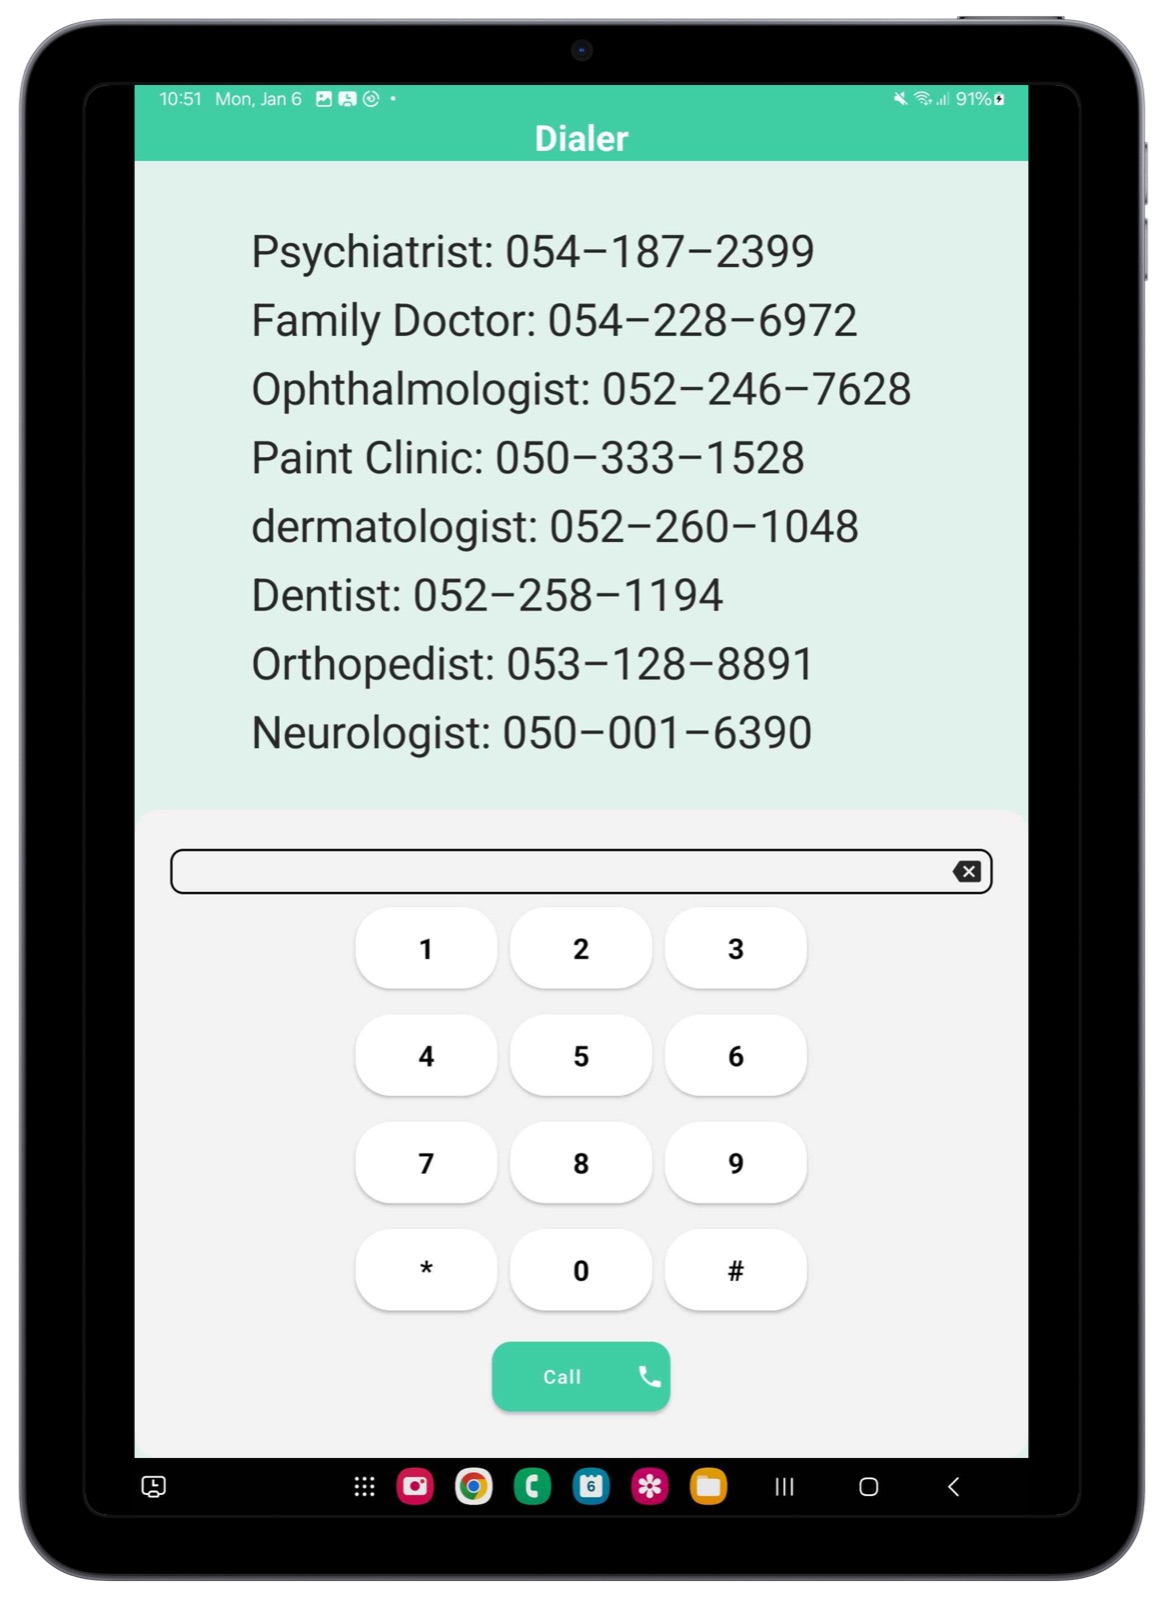 10:51 Mon, Jan 6 91%
Dialer
Psychiatrist: 054–187–2399
Family Doctor: 054–228–6972
Ophthalmologist: 052–246–7628
Paint Clinic: 050–333–1528
dermatologist: 052–260–1048
Dentist: 052–258–1194
Orthopedist: 053–128–8891
Neurologist: 050–001–6390
1 2 3
4 5 6
7 8 9
* 0 #
Call
6